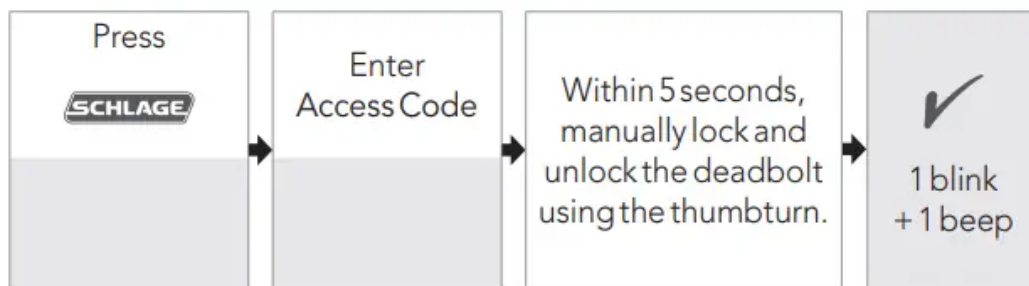 Press
SCHLAGE
Enter
Access Code
Within 5 seconds,
manually lock and
unlock the deadbolt
using the thumbturn.
1 blink
+ 1 beep